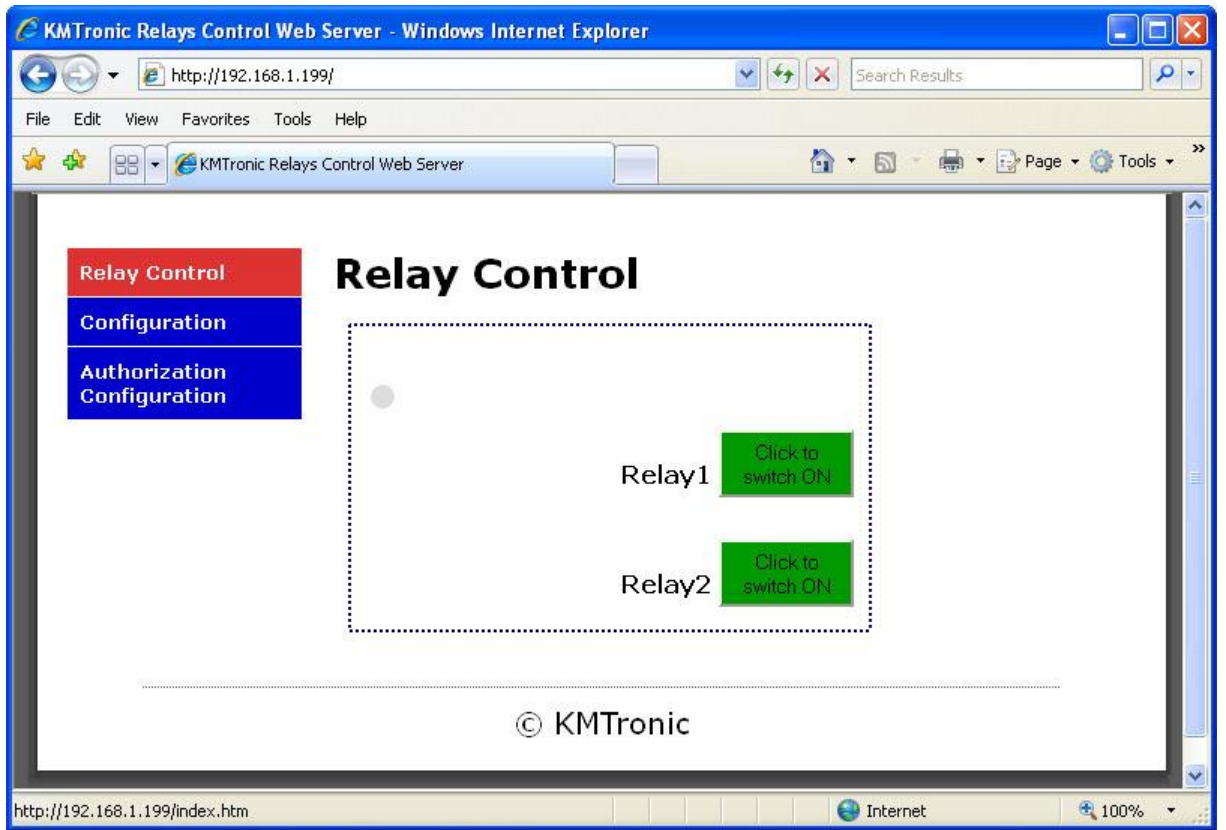 KMTronic Relays Control Web Server - Windows Internet Explorer
http://192.168.1.199/
Search Results
File Edit View Favorites Tools Help
KMTronic Relays Control Web Server
Page Tools »
Relay Control
Configuration
Authorization
Configuration
Relay Control
Relay1
Click to
switch ON
Relay2
Click to
switch ON
© KMTronic
http://192.168.1.199/index.htm
Internet
100%